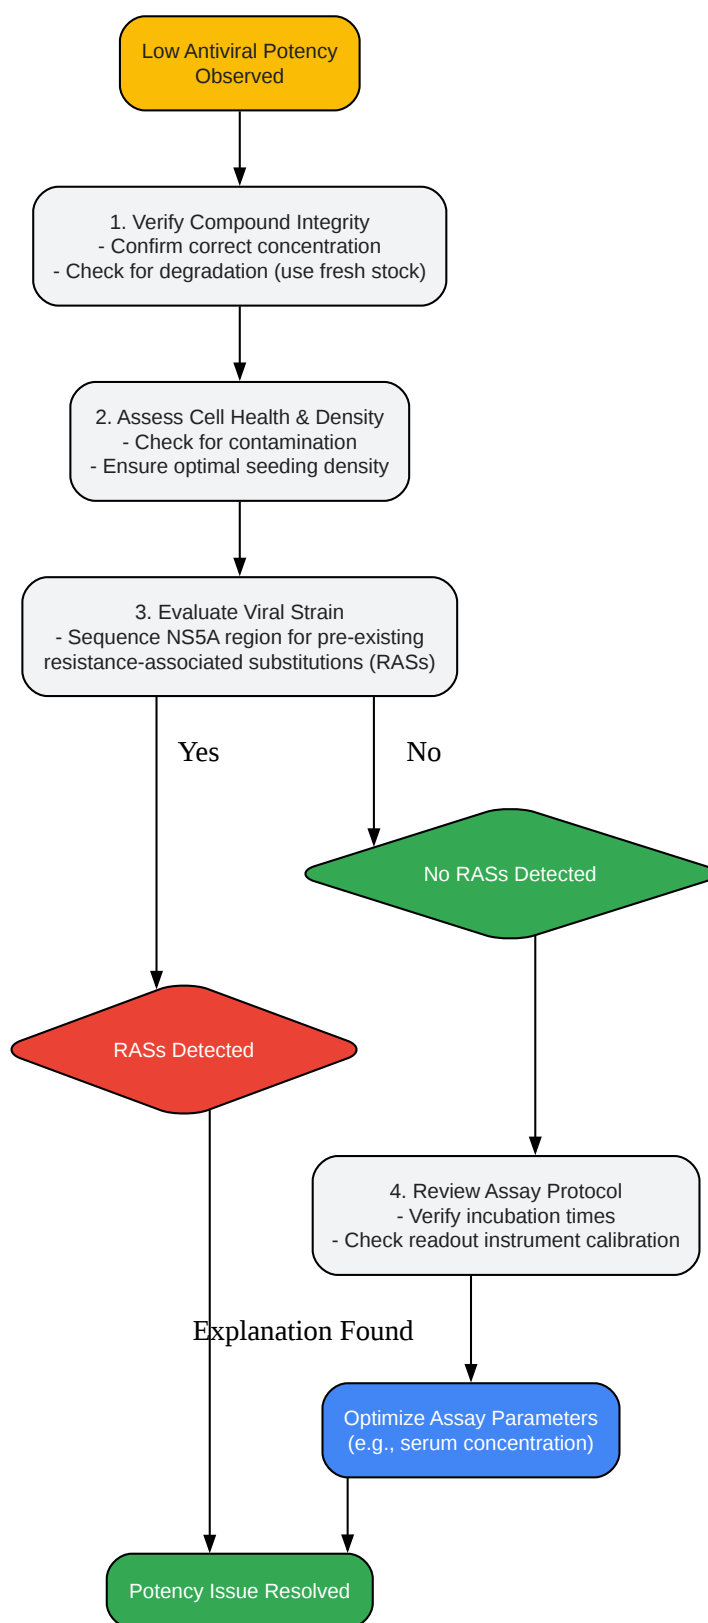 Low Antiviral Potency
Observed
1. Verify Compound Integrity
- Confirm correct concentration
- Check for degradation (use fresh stock)
2. Assess Cell Health & Density
- Check for contamination
- Ensure optimal seeding density
3. Evaluate Viral Strain
- Sequence NS5A region for pre-existing
resistance-associated substitutions (RASs)
Yes
No
No RASs Detected
RASs Detected
4. Review Assay Protocol
- Verify incubation times
- Check readout instrument calibration
Explanation Found
Optimize Assay Parameters
(e.g., serum concentration)
Potency Issue Resolved